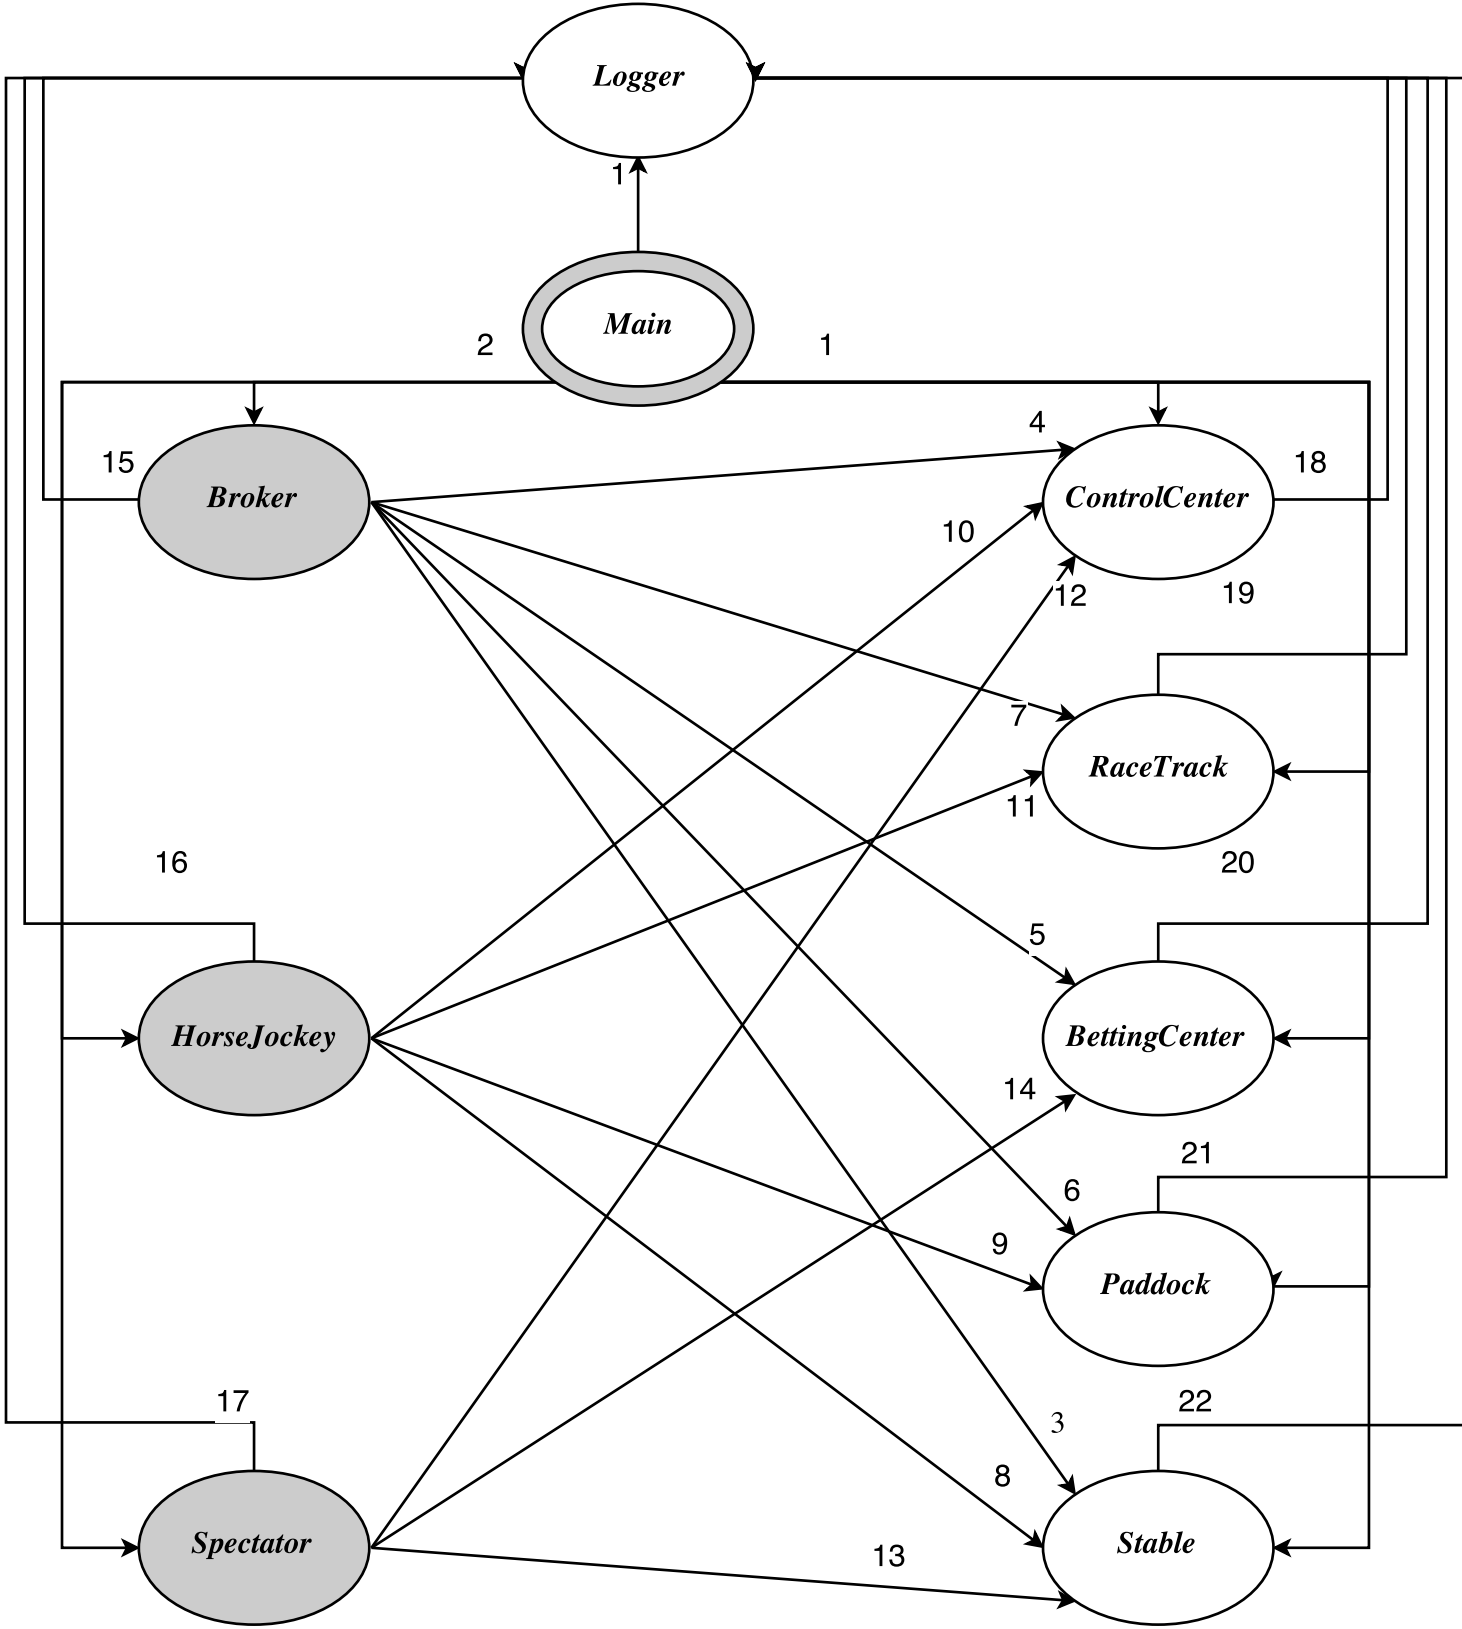 Logger
1
Main
2
1
4
15
Broker
ControlCenter
18
10
12
19
7
RaceTrack
11
16
20
5
HorseJockey
BettingCenter
14
21
6
9
Paddock
17
22
3
8
Spectator
Stable
13